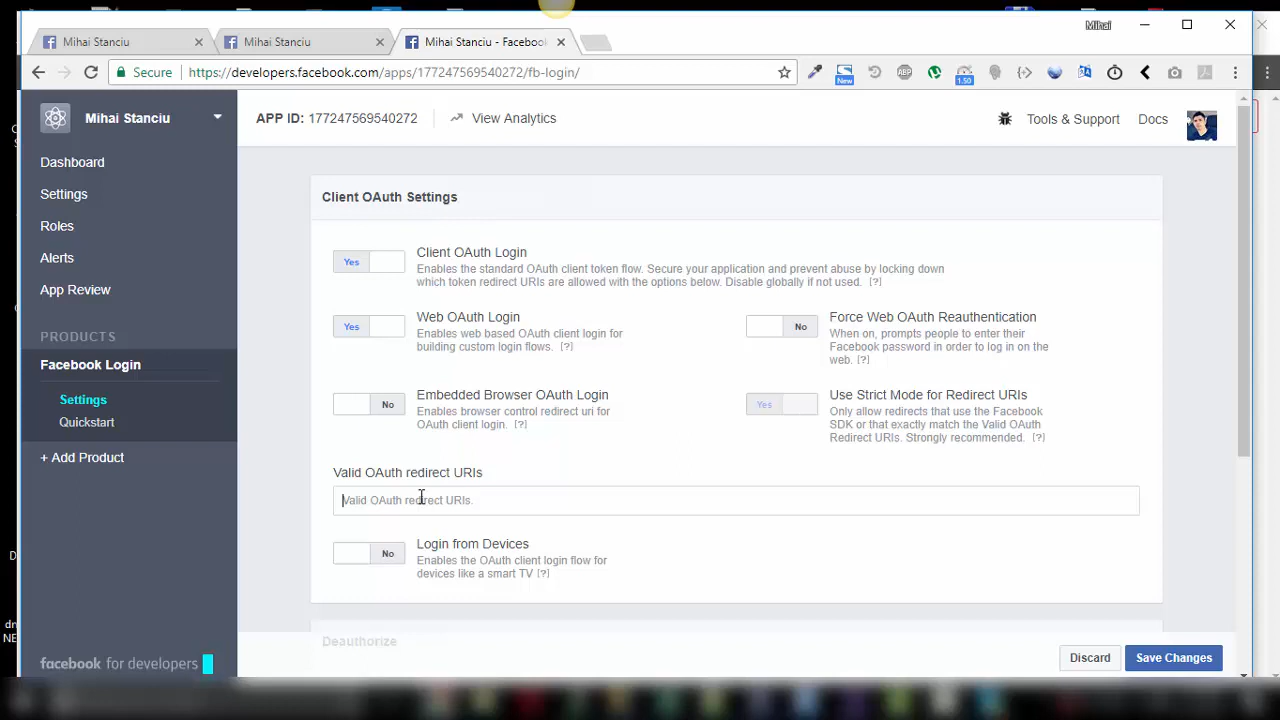 Mihai
Mihai Stanciu
Mihai Stanciu
Mihai Stanciu - Facebook
Secure
https://developers.facebook.com/apps/177247569540272/fb-login/
New
ABP
1.50
Mihai Stanciu
APP ID: 177247569540272
View Analytics
Tools & Support
Docs
Dashboard
Settings
Roles
Alerts
App Review
PRODUCTS
Facebook Login
Settings
Quickstart
+ Add Product
facebook for developers
Client OAuth Settings
Yes
Client OAuth Login
Enables the standard OAuth client token flow. Secure your application and prevent abuse by locking down
which token redirect URIs are allowed with the options below. Disable globally if not used. [?]
Yes
Web OAuth Login
Enables web based OAuth client login for
building custom login flows. [?]
No
Force Web OAuth Reauthentication
When on, prompts people to enter their
Facebook password in order to log in on the
web. [?]
No
Embedded Browser OAuth Login
Enables browser control redirect uri for
OAuth client login. [?]
Yes
Use Strict Mode for Redirect URIs
Only allow redirects that use the Facebook
SDK or that exactly match the Valid OAuth
Redirect URIs. Strongly recommended. [?]
Valid OAuth redirect URIs
Valid OAuth redirect URIs.
No
Login from Devices
Enables the OAuth client login flow for
devices like a smart TV [?]
Deauthorize
Discard
Save Changes